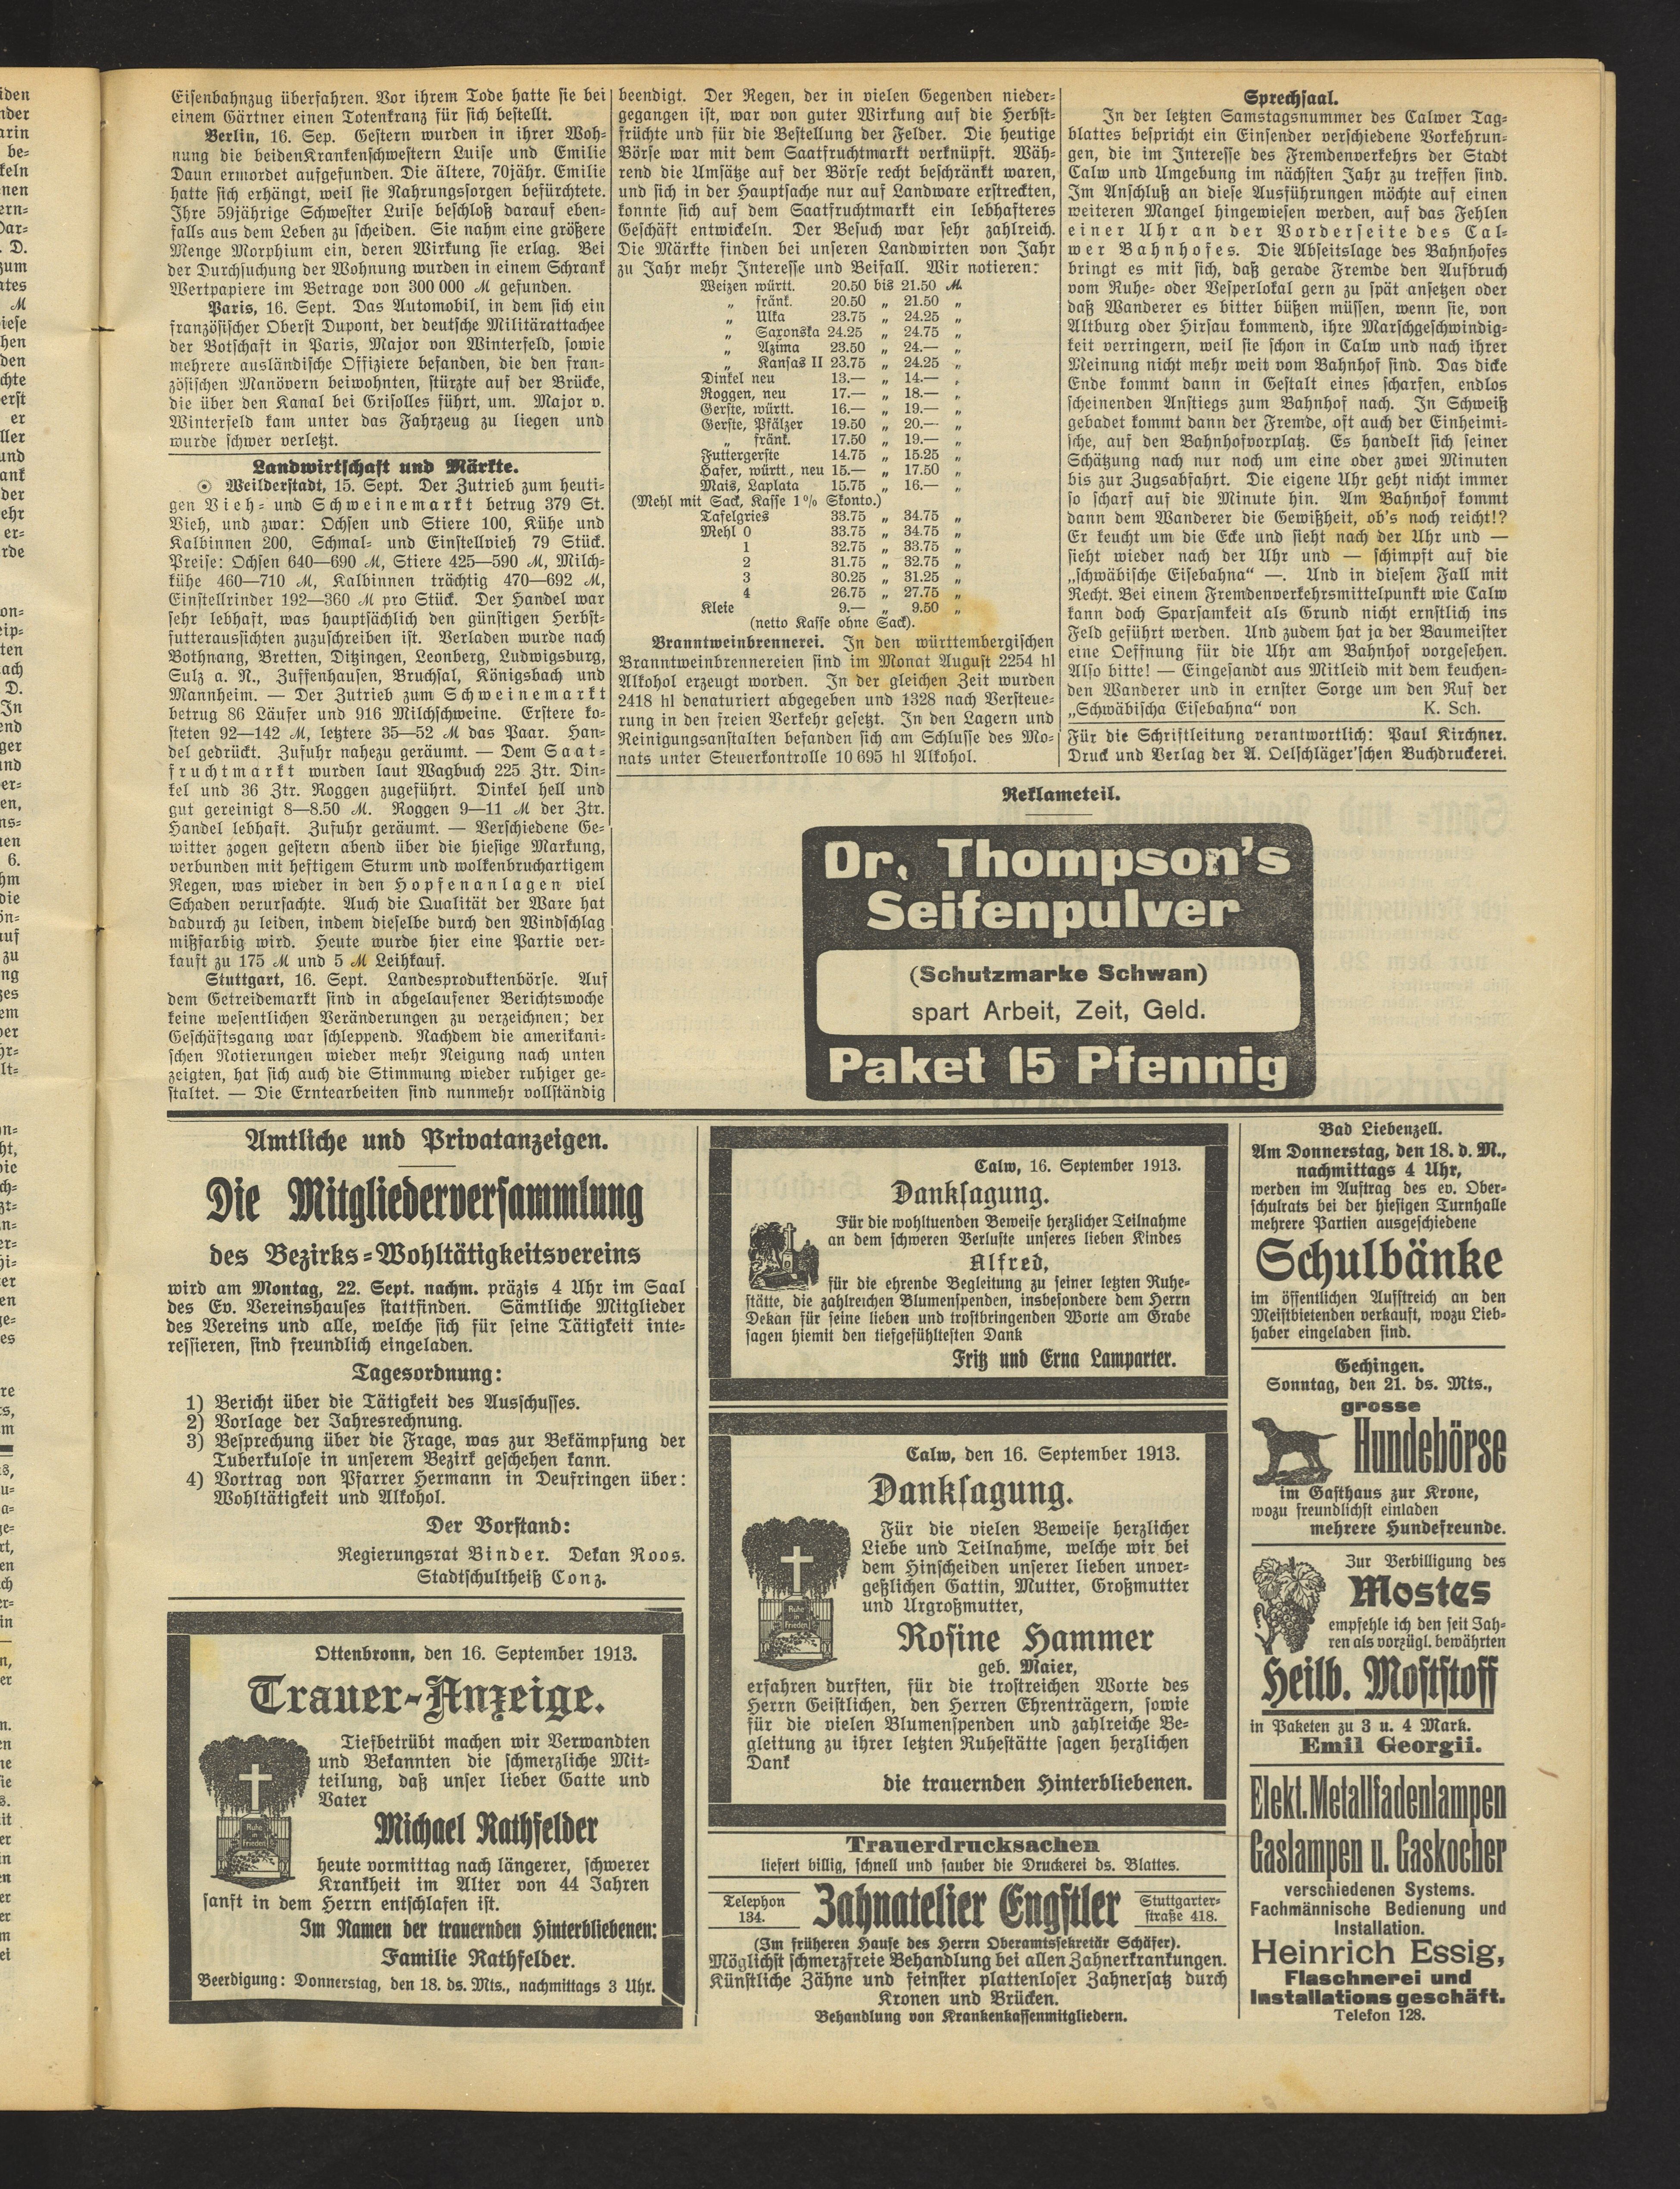 Eisenbahnzug überfahren. Vor ihrem Tode hatte sie bei
einem Gärtner einen Totenkranz für sich bestellt.
Berlin, 16. Sep. Gestern wurden in ihrer Woh-
nung die beidenKrankenschwestern Luise und Emilie
Daun ermordet aufgefunden. Die ältere, 70jähr. Emilie
hatte sich erhängt, weil sie Nahrungssorgen befürchtete.
Ihre 59jährige Schwester Luise beschloß darauf eben-
falls aus dem Leben zu scheiden. Sie nahm eine größere
Menge Morphium ein, deren Wirkung sie erlag. Bei
der Durchsuchung der Wohnung wurden in einem Schrank
Wertpapiere im Betrage von 300 000 M gefunden.
Paris, 16. Sept. Das Automobil, in dem sich ein
französischer Oberst Dupont, der deutsche Militärattachee
der Botschaft in Paris, Major von Winterfeld, sowie
mehrere ausländische Offiziere befanden, die den fran-
zösischen Manövern beiwohnten, stürzte auf der Brücke,
die über den Kanal bei Grisolles führt, um. Major v.
Winterfeld kam unter das Fahrzeug zu liegen und
wurde schwer verletzt.
Landwirtschaft und Märkte.
Weilderstadt, 15. Sept. Der Zutrieb zum heuti-
gen Vieh- und Schweinemarkt betrug 379 St.
Vieh, und zwar: Ochsen und Stiere 100, Kühe und
Kalbinnen 200, Schmal- und Einstellvieh 79 Stück.
Preise: Ochsen 640—690 M, Stiere 425—590 M, Milch-
kühe 460—710 M, Kalbinnen trächtig 470—692 M,
Einstellrinder 192—360 M pro Stück. Der Handel war
sehr lebhaft, was hauptsächlich den günstigen Herbst-
futteraussichten zuzuschreiben ist. Verladen wurde nach
Bothnang, Bretten, Ditzingen, Leonberg, Ludwigsburg,
Sulz a. N., Zuffenhausen, Bruchsal, Königsbach und
Mannheim. — Der Zutrieb zum Schweinemarkt
betrug 86 Läufer und 916 Milchschweine. Erstere ko-
steten 92—142 M, letztere 35—52 M das Paar. Han-
del gedrückt. Zufuhr nahezu geräumt. — Dem Saat-
fruchtmarkt wurden laut Wagbuch 225 Ztr. Din-
kel und 36 Ztr. Roggen zugeführt. Dinkel hell und
gut gereinigt 8—8.50 M. Roggen 9—11 M der Ztr.
Handel lebhaft. Zufuhr geräumt. — Verschiedene Ge-
witter zogen gestern abend über die hiesige Markung,
verbunden mit heftigem Sturm und wolkenbruchartigem
Regen, was wieder in den Hopfenanlagen viel
Schaden verursachte. Auch die Qualität der Ware hat
dadurch zu leiden, indem dieselbe durch den Windschlag
mißfarbig wird. Heute wurde hier eine Partie ver-
kauft zu 175 M und 5 M Leihkauf.
Stuttgart, 16. Sept. Landesproduktenbörse. Auf
dem Getreidemarkt sind in abgelaufener Berichtswoche
keine wesentlichen Veränderungen zu verzeichnen; der
Geschäftsgang war schleppend. Nachdem die amerikani-
schen Notierungen wieder mehr Neigung nach unten
zeigten, hat sich auch die Stimmung wieder ruhiger ge-
staltet. — Die Erntearbeiten sind nunmehr vollständig
beendigt. Der Regen, der in vielen Gegenden nieder-
gegangen ist, war von guter Wirkung auf die Herbst-
früchte und für die Bestellung der Felder. Die heutige
Börse war mit dem Saatfruchtmarkt verknüpft. Wäh-
rend die Umsätze auf der Börse recht beschränkt waren,
und sich in der Hauptsache nur auf Landware erstreckten,
konnte sich auf dem Saatfruchtmarkt ein lebhafteres
Geschäft entwickeln. Der Besuch war sehr zahlreich.
Die Märkte finden bei unseren Landwirten von Jahr
zu Jahr mehr Interesse und Beifall. Wir notieren:
Weizen württ. 20.50 bis 21.50 M.
„ fränk. 20.50 „ 21.50 „
„ Ulka 23.75 „ 24.25 „
„ Saxonska 24.25 „ 24.75 „
„ Azima 23.50 „ 24.— „
„ Kansas II 23.75 „ 24.25 „
Dinkel neu 13.— „ 14.— „
Roggen, neu 17.— „ 18.— „
Gerste, württ. 16.— „ 19.— „
Gerste, Pfälzer 19.50 „ 20.— „
„ fränk. 17.50 „ 19.— „
Futtergerste 14.75 „ 15.25 „
Hafer, württ., neu 15.— „ 17.50 „
Mais, Laplata 15.75 „ 16.— „
(Mehl mit Sack, Kasse 1% Skonto.)
Tafelgries 33.75 „ 34.75 „
Mehl 0 33.75 „ 34.75 „
1 32.75 „ 33.75 „
2 31.75 „ 32.75 „
3 30.25 „ 31.25 „
4 26.75 „ 27.75 „
Kleie 9.— „ 9.50 „
(netto Kasse ohne Sack).
Branntweinbrennerei. In den württembergischen
Branntweinbrennereien sind im Monat August 2254 hl
Alkohol erzeugt worden. In der gleichen Zeit wurden
2418 hl denaturiert abgegeben und 1328 nach Versteue-
rung in den freien Verkehr gesetzt. In den Lagern und
Reinigungsanstalten befanden sich am Schlusse des Mo-
nats unter Steuerkontrolle 10 695 hl Alkohol.
Sprechsaal.
In der letzten Samstagsnummer des Calwer Tag-
blattes bespricht ein Einsender verschiedene Vorkehrun-
gen, die im Interesse des Fremdenverkehrs der Stadt
Calw und Umgebung im nächsten Jahr zu treffen sind.
Im Anschluß an diese Ausführungen möchte auf einen
weiteren Mangel hingewiesen werden, auf das Fehlen
einer Uhr an der Vorderseite des Cal-
wer Bahnhofes. Die Abseitslage des Bahnhofes
bringt es mit sich, daß gerade Fremde den Aufbruch
vom Ruhe- oder Vesperlokal gern zu spät ansetzen oder
daß Wanderer es bitter büßen müssen, wenn sie, von
Altburg oder Hirsau kommend, ihre Marschgeschwindig-
keit verringern, weil sie schon in Calw und nach ihrer
Meinung nicht mehr weit vom Bahnhof sind. Das dicke
Ende kommt dann in Gestalt eines scharfen, endlos
scheinenden Anstiegs zum Bahnhof nach. In Schweiß
gebadet kommt dann der Fremde, oft auch der Einheimi-
sche, auf den Bahnhofvorplatz. Es handelt sich seiner
Schätzung nach nur noch um eine oder zwei Minuten
bis zur Zugsabfahrt. Die eigene Uhr geht nicht immer
so scharf auf die Minute hin. Am Bahnhof kommt
dann dem Wanderer die Gewißheit, ob's noch reicht!?
Er keucht um die Ecke und sieht nach der Uhr und —
sieht wieder nach der Uhr und — schimpft auf die
„schwäbische Eisebahna“ —. Und in diesem Fall mit
Recht. Bei einem Fremdenverkehrsmittelpunkt wie Calw
kann doch Sparsamkeit als Grund nicht ernstlich ins
Feld geführt werden. Und zudem hat ja der Baumeister
eine Oeffnung für die Uhr am Bahnhof vorgesehen.
Also bitte! — Eingesandt aus Mitleid mit dem keuchen-
den Wanderer und in ernster Sorge um den Ruf der
„Schwäbischa Eisebahna“ von K. Sch.
Für die Schriftleitung verantwortlich: Paul Kirchner.
Druck und Verlag der A. Oelschläger'schen Buchdruckerei.
Reklameteil.
Dr. Thompson's
Seifenpulver
(Schutzmarke Schwan)
spart Arbeit, Zeit, Geld.
Paket 15 Pfennig
Amtliche und Privatanzeigen.
Die Mitgliederversammlung
des Bezirks-Wohltätigkeitsvereins
wird am Montag, 22. Sept. nachm. präzis 4 Uhr im Saal
des Ev. Vereinshauses stattfinden. Sämtliche Mitglieder
des Vereins und alle, welche sich für seine Tätigkeit inte-
ressieren, sind freundlich eingeladen.
Tagesordnung:
1) Bericht über die Tätigkeit des Ausschusses.
2) Vorlage der Jahresrechnung.
3) Besprechung über die Frage, was zur Bekämpfung der
Tuberkulose in unserem Bezirk geschehen kann.
4) Vortrag von Pfarrer Hermann in Deufringen über:
Wohltätigkeit und Alkohol.
Der Vorstand:
Regierungsrat Binder. Dekan Roos.
Stadtschultheiß Conz.
Ottenbronn, den 16. September 1913.
Trauer-Anzeige.
Tiefbetrübt machen wir Verwandten
und Bekannten die schmerzliche Mit-
teilung, daß unser lieber Gatte und
Vater
Michael Rathfelder
heute vormittag nach längerer, schwerer
Krankheit im Alter von 44 Jahren
sanft in dem Herrn entschlafen ist.
Im Namen der trauernden Hinterbliebenen:
Familie Rathfelder.
Beerdigung: Donnerstag, den 18. ds. Mts., nachmittags 3 Uhr.
Ruhe
in
Frieden
Calw, 16. September 1913.
Danksagung.
Für die wohltuenden Beweise herzlicher Teilnahme
an dem schweren Verluste unseres lieben Kindes
Alfred,
für die ehrende Begleitung zu seiner letzten Ruhe-
stätte, die zahlreichen Blumenspenden, insbesondere dem Herrn
Dekan für seine lieben und trostbringenden Worte am Grabe
sagen hiemit den tiefgefühltesten Dank
Fritz und Erna Lamparter.
Calw, den 16. September 1913.
Danksagung.
Für die vielen Beweise herzlicher
Liebe und Teilnahme, welche wir bei
dem Hinscheiden unserer lieben unver-
geßlichen Gattin, Mutter, Großmutter
und Urgroßmutter,
Rosine Hammer
geb. Maier,
erfahren durften, für die trostreichen Worte des
Herrn Geistlichen, den Herren Ehrenträgern, sowie
für die vielen Blumenspenden und zahlreiche Be-
gleitung zu ihrer letzten Ruhestätte sagen herzlichen
Dank
die trauernden Hinterbliebenen.
Ruhe
in
Frieden
Trauerdrucksachen
liefert billig, schnell und sauber die Druckerei ds. Blattes.
Telephon
134.
Zahnatelier Engstler
Stuttgarter-
straße 418.
(Im früheren Hause des Herrn Oberamtssekretär Schäfer).
Möglichst schmerzfreie Behandlung bei allen Zahnerkrankungen.
Künstliche Zähne und feinster plattenloser Zahnersatz durch
Kronen und Brücken.
Behandlung von Krankenkassenmitgliedern.
Bad Liebenzell.
Am Donnerstag, den 18. d. M.,
nachmittags 4 Uhr,
werden im Auftrag des ev. Ober-
schulrats bei der hiesigen Turnhalle
mehrere Partien ausgeschiedene
Schulbänke
im öffentlichen Aufstreich an den
Meistbietenden verkauft, wozu Lieb-
haber eingeladen sind.
Gechingen.
Sonntag, den 21. ds. Mts.,
grosse
Hundebörse
im Gasthaus zur Krone,
wozu freundlichst einladen
mehrere Hundefreunde.
Zur Verbilligung des
Mostes
empfehle ich den seit Jah-
ren als vorzügl. bewährten
Heilb. Moststoff
in Paketen zu 3 u. 4 Mark.
Emil Georgii.
Elekt. Metallfadenlampen
Gaslampen u. Gaskocher
verschiedenen Systems.
Fachmännische Bedienung und
Installation.
Heinrich Essig,
Flaschnerei und
Installationsgeschäft.
Telefon 128.